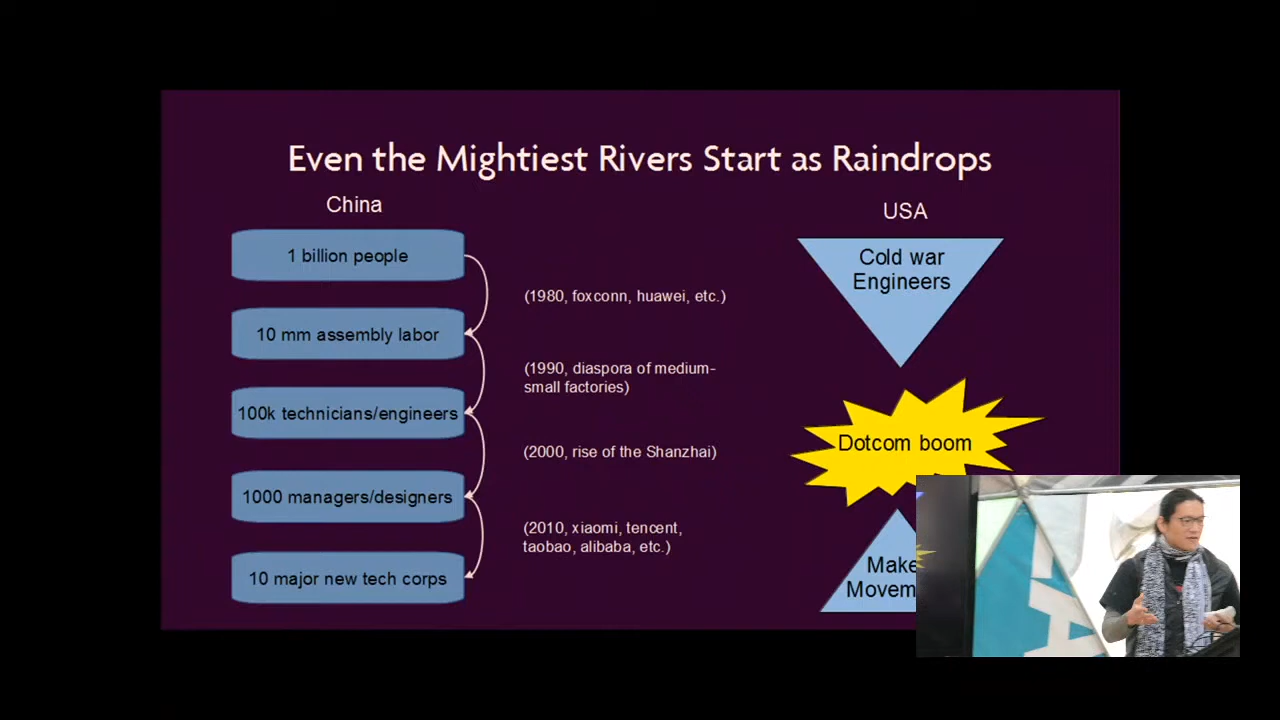 Even the Mightiest Rivers Start as Raindrops
China
1 billion people
10 mm assembly labor
100k technicians/engineers
1000 managers/designers
10 major new tech corps
(1980, foxconn, huawei, etc.)
(1990, diaspora of medium-
small factories)
(2000, rise of the Shanzhai)
(2010, xiaomi, tencent,
taobao, alibaba, etc.)
USA
Cold war
Engineers
Dotcom boom
Make
Movem